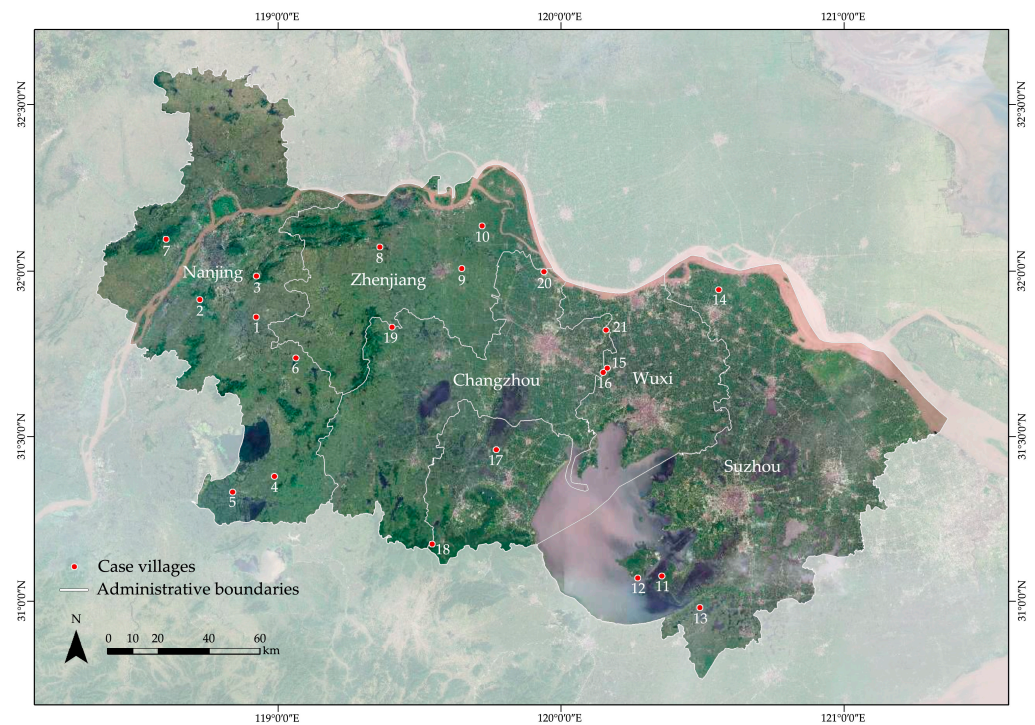 119°0'0"E 120°0'0"E 121°0'0"E
32°30'0"N 32°30'0"N
7
10
8
Nanjing
3
Zhenjiang
9
20
32°0'0"N 32°0'0"N
2
14
1
19
21
6
15
16
Changzhou
Wuxi
31°30'0"N 31°30'0"N
17
Suzhou
4
5
18
Case villages
12
11
Administrative boundaries
13
31°0'0"N 31°0'0"N
N
0 10 20 40 60
km
119°0'0"E 120°0'0"E 121°0'0"E